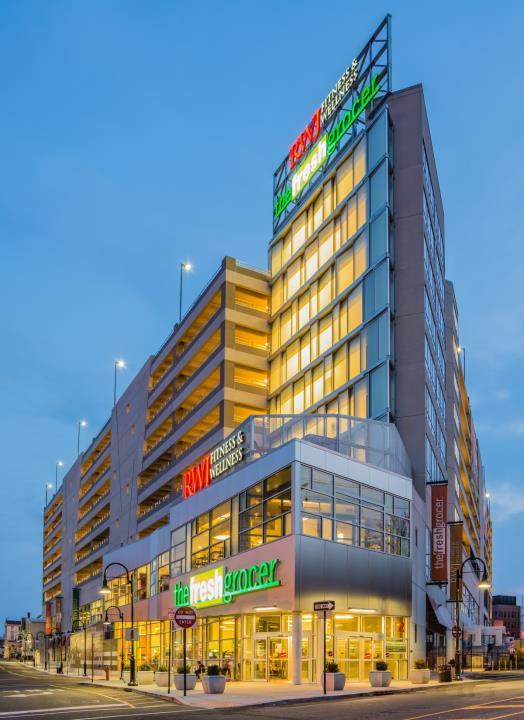 RWJ FITNESS &
WELLNESS
the fresh grocer
RWJ FITNESS &
WELLNESS
the fresh grocer
the fresh grocer.
DO NOT
ENTER